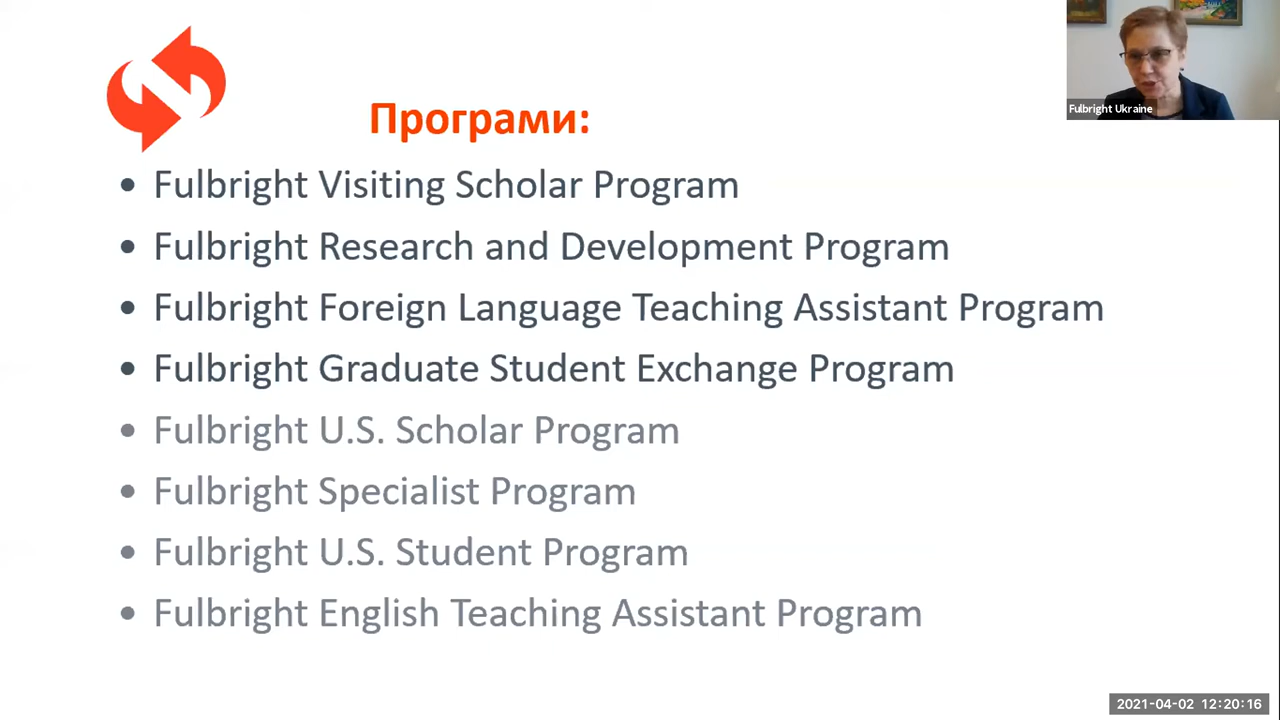 Програми:
• Fulbright Visiting Scholar Program
• Fulbright Research and Development Program
• Fulbright Foreign Language Teaching Assistant Program
• Fulbright Graduate Student Exchange Program
• Fulbright U.S. Scholar Program
• Fulbright Specialist Program
• Fulbright U.S. Student Program
• Fulbright English Teaching Assistant Program
Fulbright Ukraine
2021-04-02 12:20:16